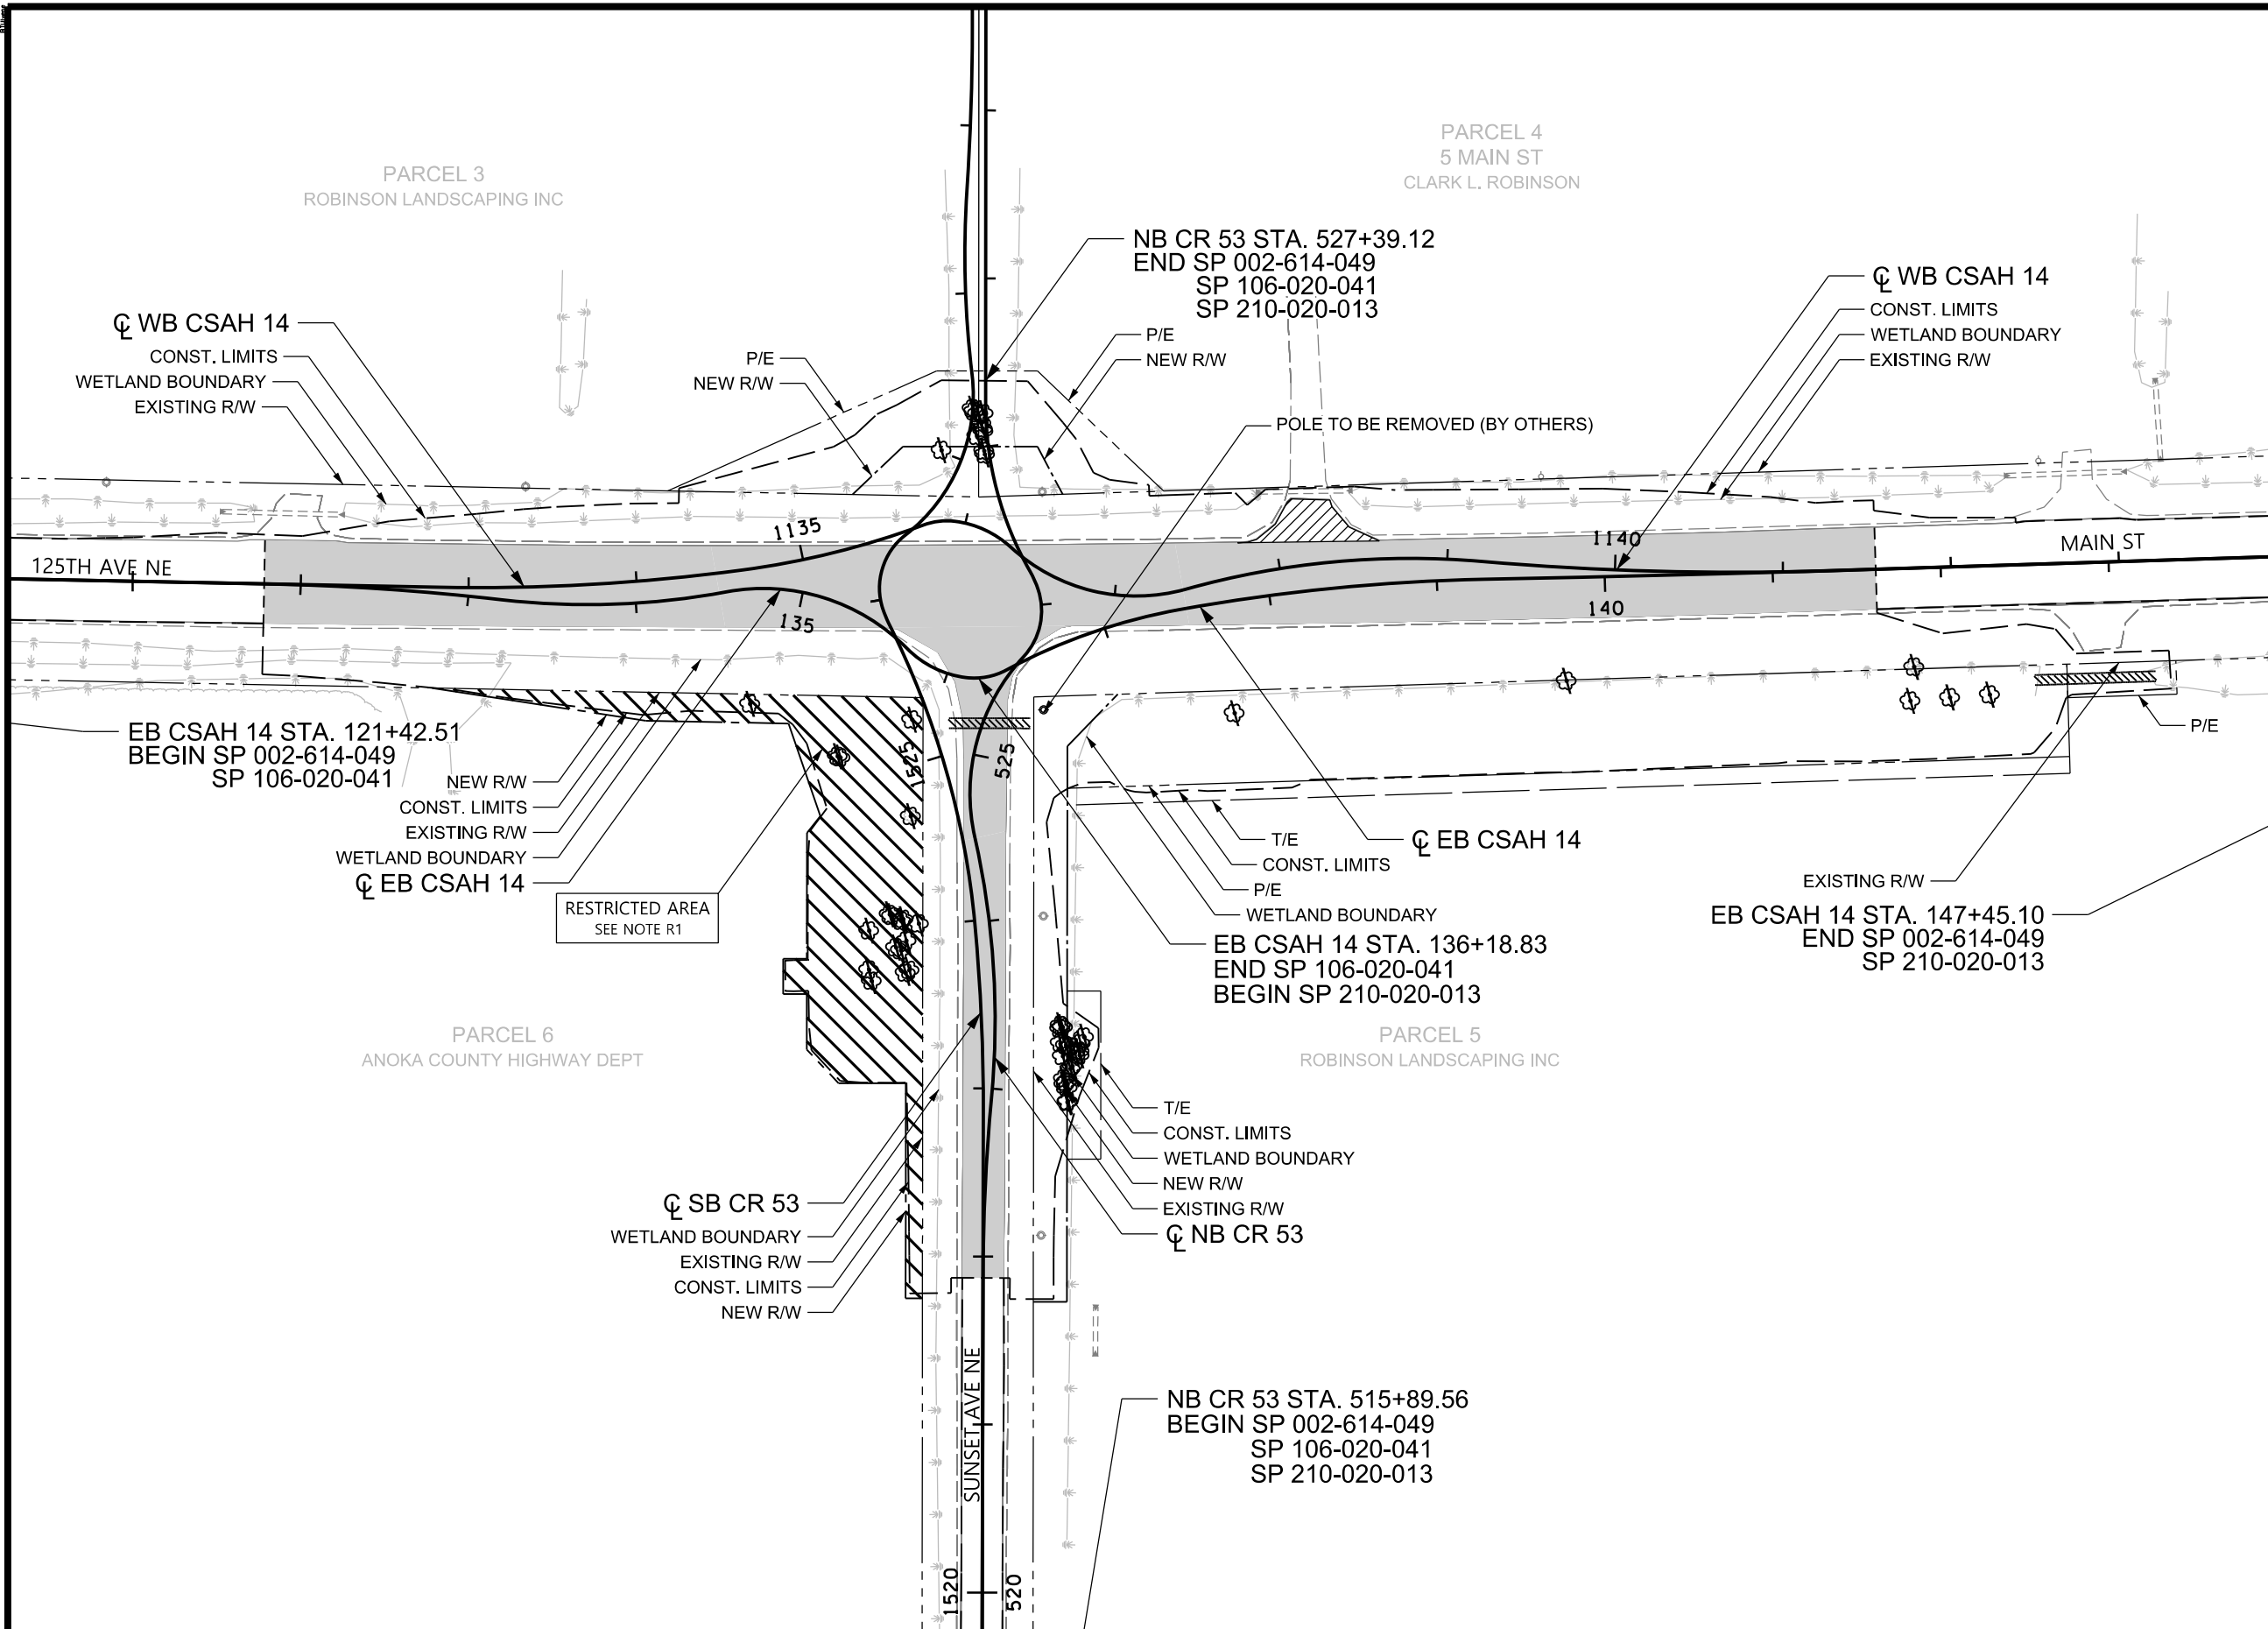 PARCEL 3
ROBINSON LANDSCAPING INC
PARCEL 4
5 MAIN ST
CLARK L. ROBINSON
NB CR 53 STA. 527+39.12
END SP 002-614-049
SP 106-020-041
SP 210-020-013
℄ WB CSAH 14
CONST. LIMITS
WETLAND BOUNDARY
EXISTING R/W
P/E
NEW R/W
P/E
NEW R/W
℄ WB CSAH 14
CONST. LIMITS
WETLAND BOUNDARY
EXISTING R/W
POLE TO BE REMOVED (BY OTHERS)
125TH AVE NE
1135
135
1140
140
MAIN ST
EB CSAH 14 STA. 121+42.51
BEGIN SP 002-614-049
SP 106-020-041
NEW R/W
CONST. LIMITS
EXISTING R/W
WETLAND BOUNDARY
℄ EB CSAH 14
1525
525
P/E
RESTRICTED AREA
SEE NOTE R1
T/E
CONST. LIMITS
P/E
WETLAND BOUNDARY
℄ EB CSAH 14
EB CSAH 14 STA. 136+18.83
END SP 106-020-041
BEGIN SP 210-020-013
EXISTING R/W
EB CSAH 14 STA. 147+45.10
END SP 002-614-049
SP 210-020-013
PARCEL 6
ANOKA COUNTY HIGHWAY DEPT
PARCEL 5
ROBINSON LANDSCAPING INC
T/E
CONST. LIMITS
WETLAND BOUNDARY
NEW R/W
EXISTING R/W
℄ NB CR 53
℄ SB CR 53
WETLAND BOUNDARY
EXISTING R/W
CONST. LIMITS
NEW R/W
SUNSET AVE NE
NB CR 53 STA. 515+89.56
BEGIN SP 002-614-049
SP 106-020-041
SP 210-020-013
1520
520